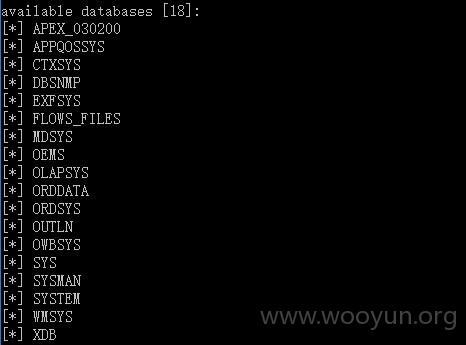 available databases [18]:
[*] APEX_030200
[*] APPQOSSYS
[*] CTXSYS
[*] DBSNMP
[*] EXFSYS
[*] FLOWS_FILES
[*] MDSYS
[*] OEMS
[*] OLAPSYS
[*] ORDDATA
[*] ORDSYS
[*] OUTLN
[*] OWBSYS
[*] SYS
[*] SYSMAN
[*] SYSTEM
[*] WMSYS
[*] XDB
www.wooyun.org